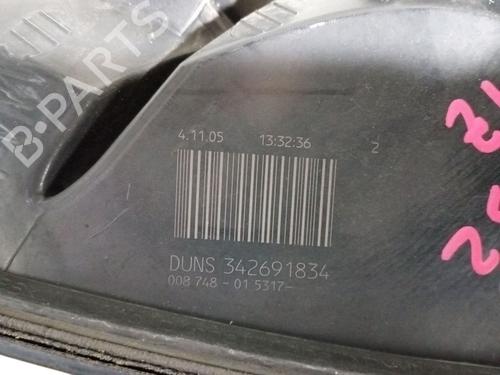 B-PARTS
4.11.05 13:32:36 2
DUNS 342691834
008 748 - 01 5317-